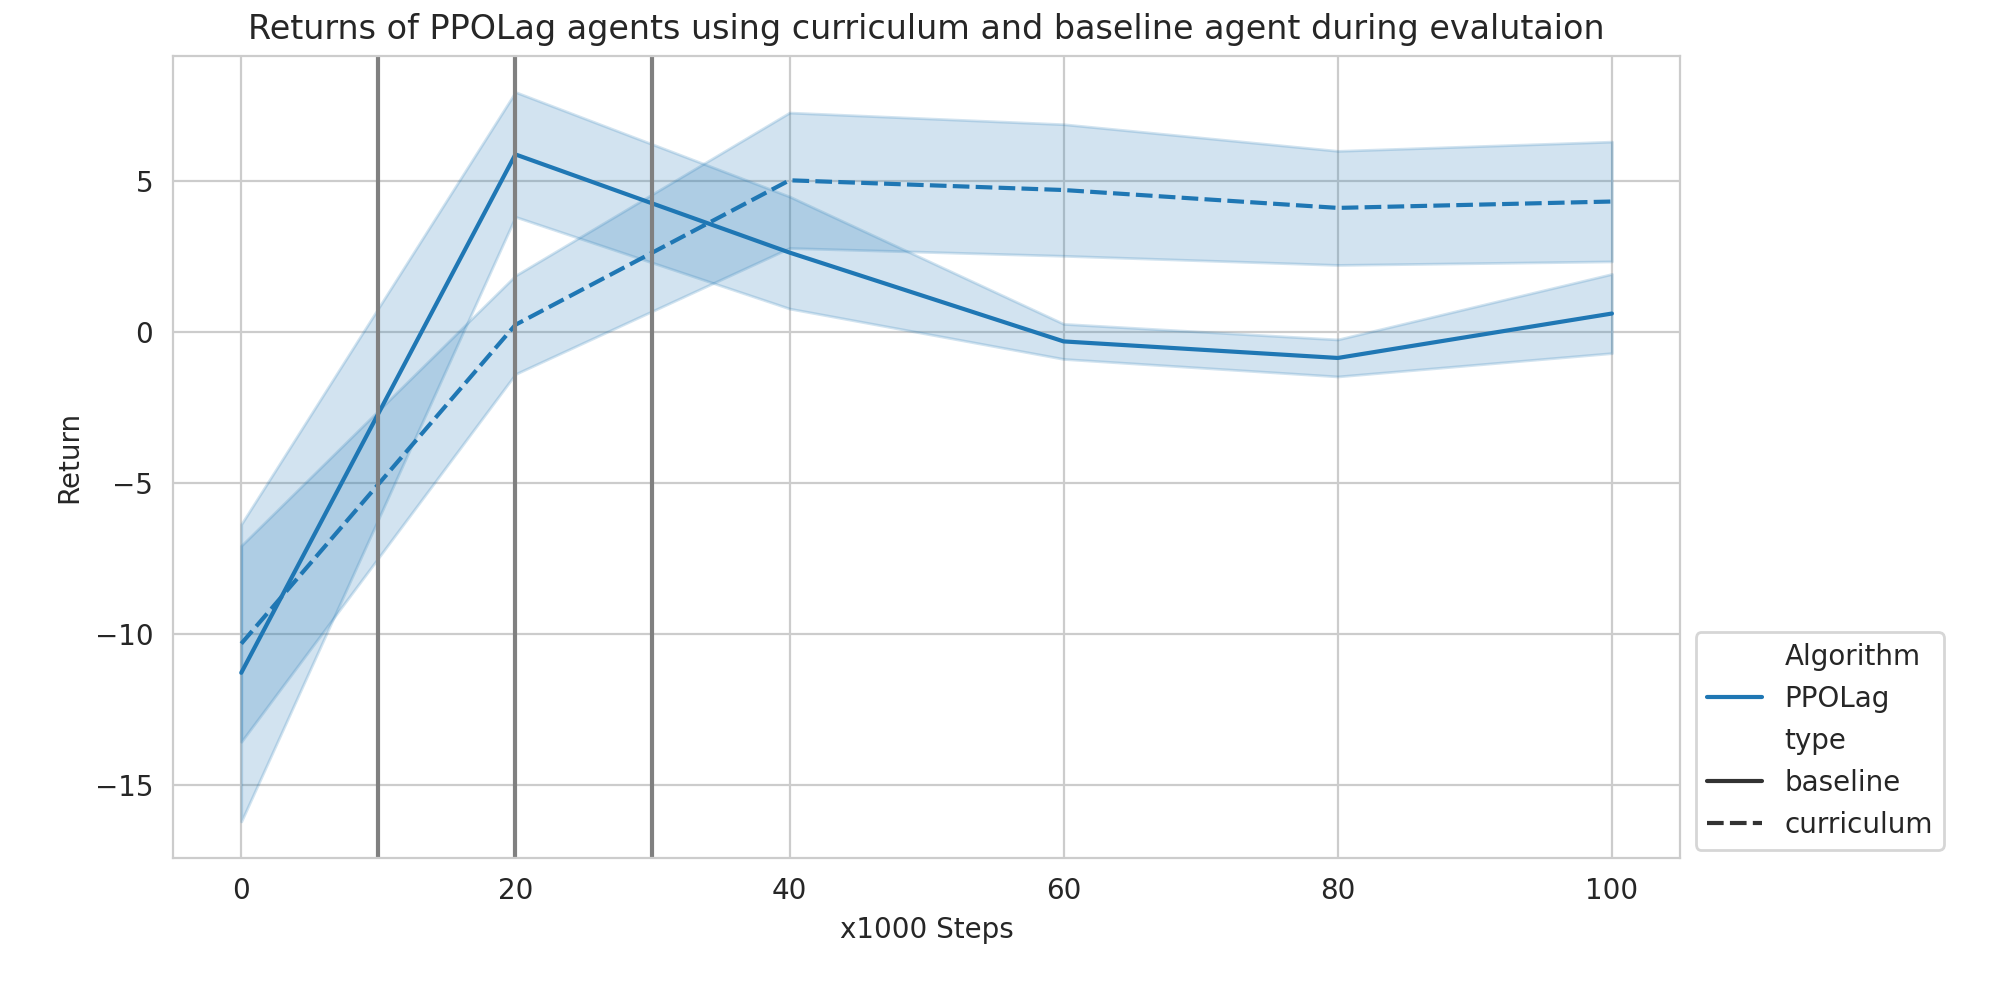 Returns of PPOLag agents using curriculum and baseline agent during evalutaion
Return
5
0
−5
−10
−15
0 20 40 60 80 100
x1000 Steps
Algorithm
PPOLag
type
baseline
curriculum